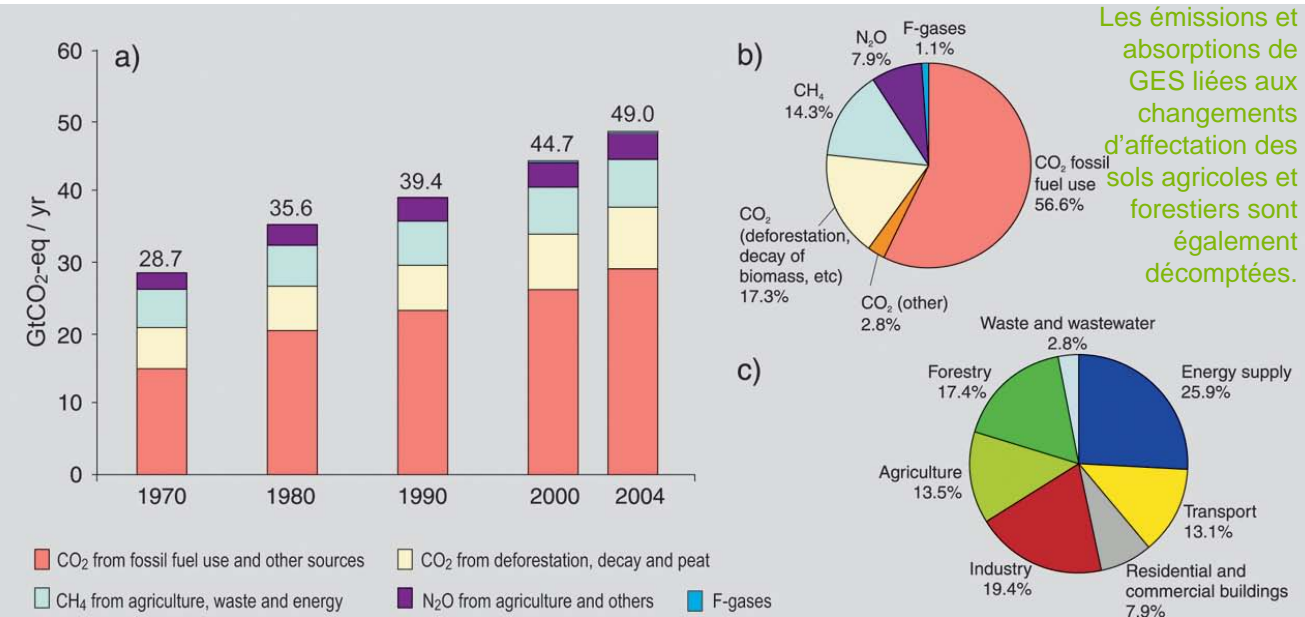 a)
GtCO₂-eq / yr
60
50
40
30
20
10
0
28.7
35.6
39.4
44.7
49.0
1970
1980
1990
2000
2004
CO₂ from fossil fuel use and other sources
CO₂ from deforestation, decay and peat
CH₄ from agriculture, waste and energy
N₂O from agriculture and others
F-gases
b)
F-gases
1.1%
N₂O
7.9%
CH₄
14.3%
CO₂
(deforestation,
decay of
biomass, etc)
17.3%
CO₂ (other)
2.8%
CO₂ fossil
fuel use
56.6%
Les émissions et
absorptions de
GES liées aux
changements
d’affectation des
sols agricoles et
forestiers sont
également
décomptées.
c)
Waste and wastewater
2.8%
Energy supply
25.9%
Transport
13.1%
Residential and
commercial buildings
7.9%
Industry
19.4%
Agriculture
13.5%
Forestry
17.4%